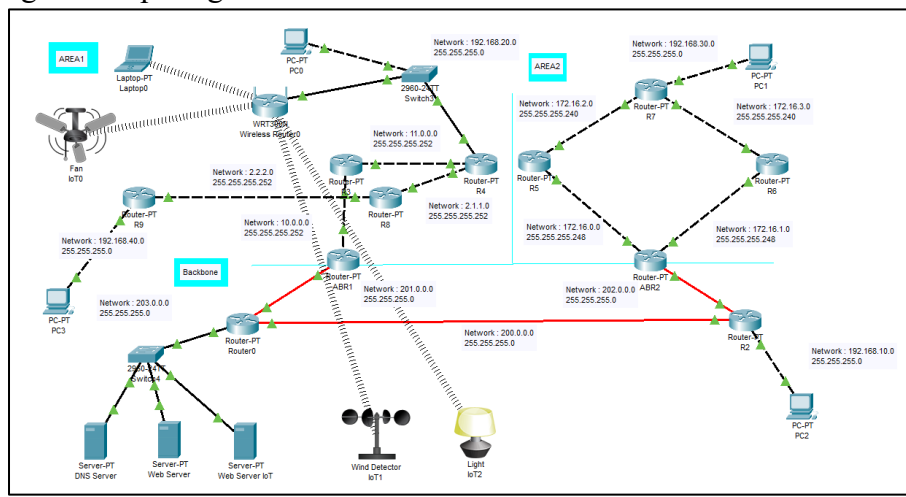 AREA1
Laptop-PT
Laptop0
PC-PT
PC0
Network : 192.168.20.0
255.255.255.0
2960-24TT
Switch3
AREA2
Network : 192.168.30.0
255.255.255.0
PC-PT
PC1
Router-PT
R7
Network : 172.16.2.0
255.255.255.240
Network : 172.16.3.0
255.255.255.240
WRT300N
Wireless Router0
Fan
IoT0
Network : 11.0.0.0
255.255.255.252
Router-PT
R3
Router-PT
R4
Router-PT
R5
Router-PT
R6
Network : 2.2.2.0
255.255.255.252
Router-PT
R9
Router-PT
R8
Network : 2.1.1.0
255.255.255.252
Network : 10.0.0.0
255.255.255.252
Network : 172.16.0.0
255.255.255.248
Network : 172.16.1.0
255.255.255.248
Network : 192.168.40.0
255.255.255.0
Backbone
Router-PT
ABR1
Router-PT
ABR2
PC-PT
PC3
Network : 203.0.0.0
255.255.255.0
Network : 201.0.0.0
255.255.255.0
Network : 202.0.0.0
255.255.255.0
Router-PT
Router0
Network : 200.0.0.0
255.255.255.0
Router-PT
R2
Network : 192.168.10.0
255.255.255.0
2960-24TT
Switch4
PC-PT
PC2
Server-PT
DNS Server
Server-PT
Web Server
Server-PT
Web Server IoT
Wind Detector
IoT1
Light
IoT2